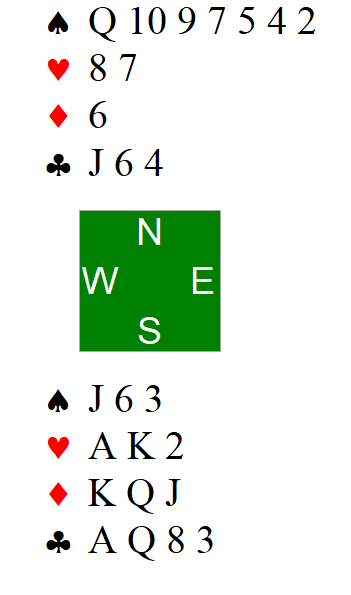 ♠ Q 10 9 7 5 4 2
♥ 8 7
♦ 6
♣ J 6 4
N
W E
S
♠ J 6 3
♥ A K 2
♦ K Q J
♣ A Q 8 3